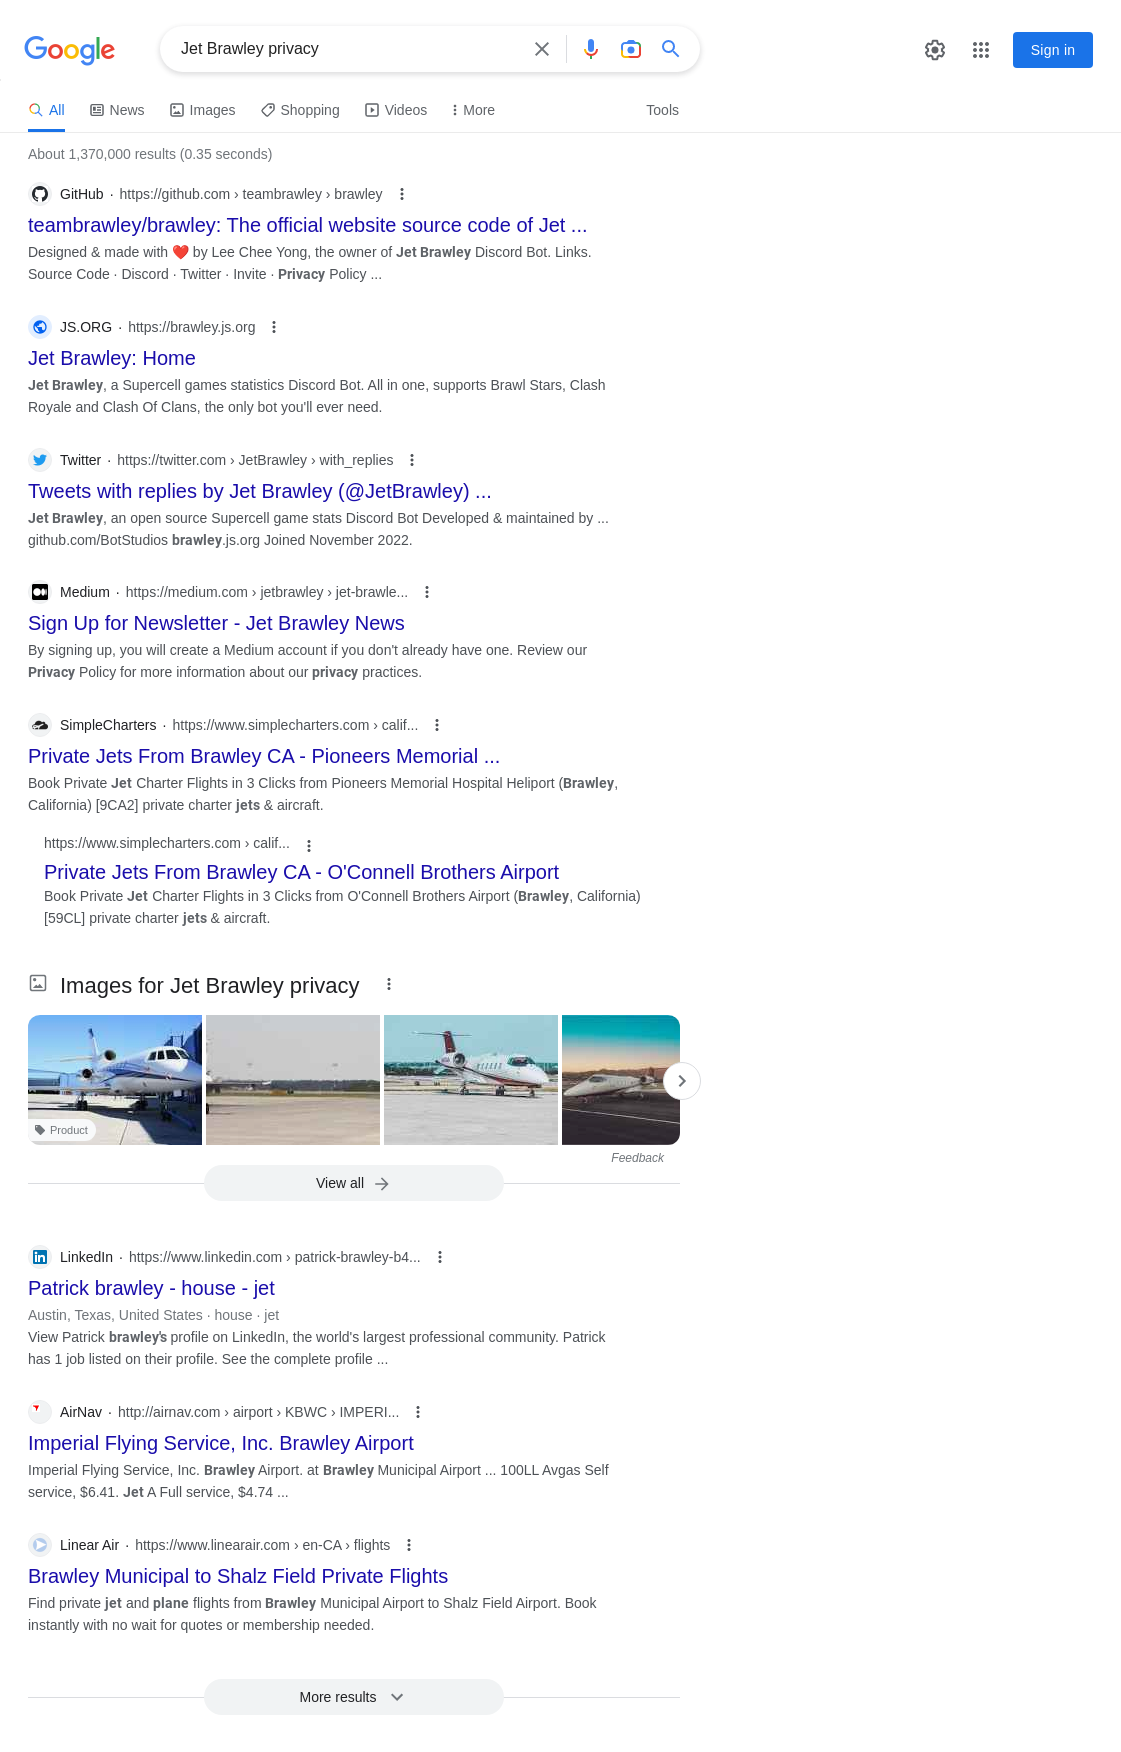 Google
Jet Brawley privacy
Sign in
All
News
Images
Shopping
Videos
More
Tools
About 1,370,000 results (0.35 seconds)
GitHub · https://github.com › teambrawley › brawley
teambrawley/brawley: The official website source code of Jet ...
Designed & made with ❤️ by Lee Chee Yong, the owner of Jet Brawley Discord Bot. Links.
Source Code · Discord · Twitter · Invite · Privacy Policy ...
JS.ORG · https://brawley.js.org
Jet Brawley: Home
Jet Brawley, a Supercell games statistics Discord Bot. All in one, supports Brawl Stars, Clash
Royale and Clash Of Clans, the only bot you'll ever need.
Twitter · https://twitter.com › JetBrawley › with_replies
Tweets with replies by Jet Brawley (@JetBrawley) ...
Jet Brawley, an open source Supercell game stats Discord Bot Developed & maintained by ...
github.com/BotStudios brawley.js.org Joined November 2022.
Medium · https://medium.com › jetbrawley › jet-brawle...
Sign Up for Newsletter - Jet Brawley News
By signing up, you will create a Medium account if you don't already have one. Review our
Privacy Policy for more information about our privacy practices.
SimpleCharters · https://www.simplecharters.com › calif...
Private Jets From Brawley CA - Pioneers Memorial ...
Book Private Jet Charter Flights in 3 Clicks from Pioneers Memorial Hospital Heliport (Brawley,
California) [9CA2] private charter jets & aircraft.
https://www.simplecharters.com › calif...
Private Jets From Brawley CA - O'Connell Brothers Airport
Book Private Jet Charter Flights in 3 Clicks from O'Connell Brothers Airport (Brawley, California)
[59CL] private charter jets & aircraft.
Images for Jet Brawley privacy
Product
Feedback
View all
LinkedIn · https://www.linkedin.com › patrick-brawley-b4...
Patrick brawley - house - jet
Austin, Texas, United States · house · jet
View Patrick brawley's profile on LinkedIn, the world's largest professional community. Patrick
has 1 job listed on their profile. See the complete profile ...
AirNav · http://airnav.com › airport › KBWC › IMPERI...
Imperial Flying Service, Inc. Brawley Airport
Imperial Flying Service, Inc. Brawley Airport. at Brawley Municipal Airport ... 100LL Avgas Self
service, $6.41. Jet A Full service, $4.74 ...
Linear Air · https://www.linearair.com › en-CA › flights
Brawley Municipal to Shalz Field Private Flights
Find private jet and plane flights from Brawley Municipal Airport to Shalz Field Airport. Book
instantly with no wait for quotes or membership needed.
More results